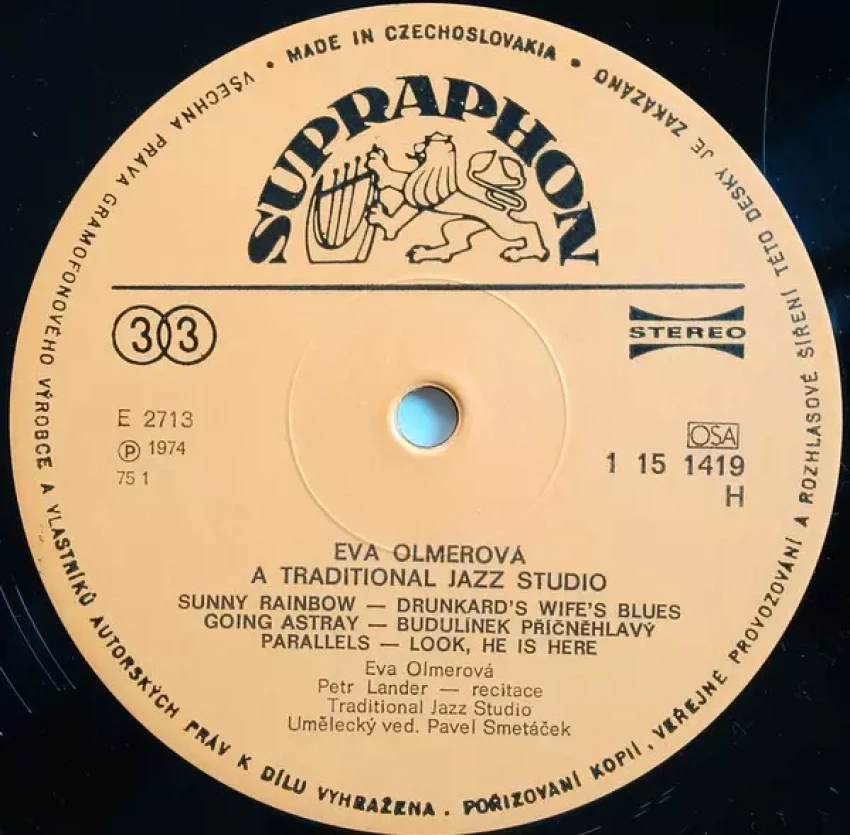 • MADE IN CZECHOSLOVAKIA •
SUPRAPHON
33
STEREO
E 2713
Ⓟ 1974
75 1
OSA
1 15 1419
H
EVA OLMEROVÁ
A TRADITIONAL JAZZ STUDIO
SUNNY RAINBOW — DRUNKARD'S WIFE'S BLUES
GOING ASTRAY — BUDULÍNEK PŘÍČNĚHLAVÝ
PARALLELS — LOOK, HE IS HERE
Eva Olmerová
Petr Lander — recitace
Traditional Jazz Studio
Umělecký ved. Pavel Smetáček
VŠECHNA PRÁVA GRAMOFONOVÉHO VÝROBCE A VLASTNÍKŮ AUTORSKÝCH PRÁV K DÍLU VYHRAŽENA . POŘIZOVÁNÍ KOPIÍ , VEŘEJNÉ PROVOZOVÁNÍ A ROZHLASOVÉ ŠÍŘENÍ TÉTO DESKY JE ZAKÁZÁNO